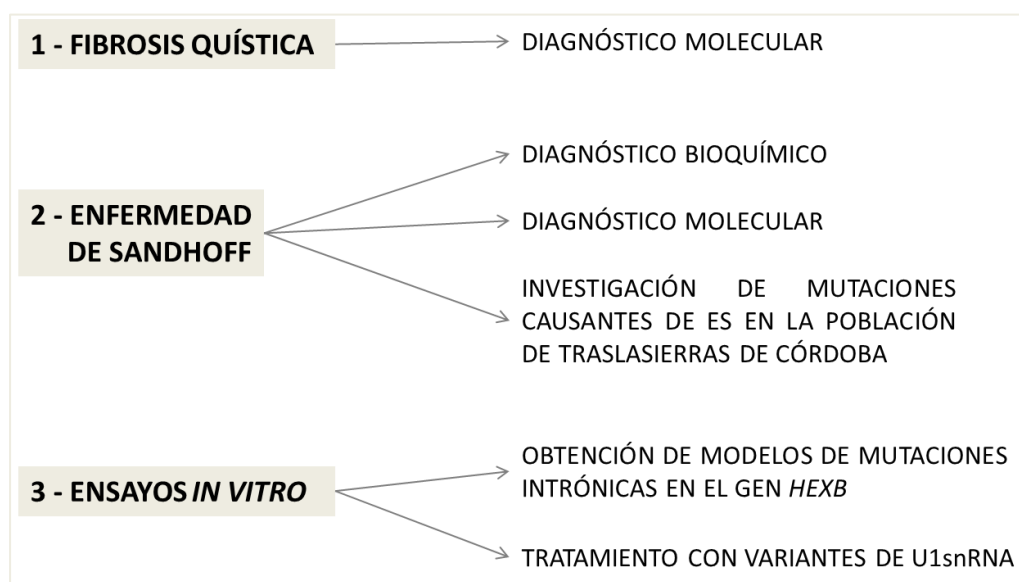 1 - FIBROSIS QUÍSTICA
DIAGNÓSTICO MOLECULAR
2 - ENFERMEDAD
DE SANDHOFF
DIAGNÓSTICO BIOQUÍMICO
DIAGNÓSTICO MOLECULAR
INVESTIGACIÓN DE MUTACIONES
CAUSANTES DE ES EN LA POBLACIÓN
DE TRASLASIERRAS DE CÓRDOBA
3 - ENSAYOS IN VITRO
OBTENCIÓN DE MODELOS DE MUTACIONES
INTRÓNICAS EN EL GEN HEXB
TRATAMIENTO CON VARIANTES DE U1snRNA